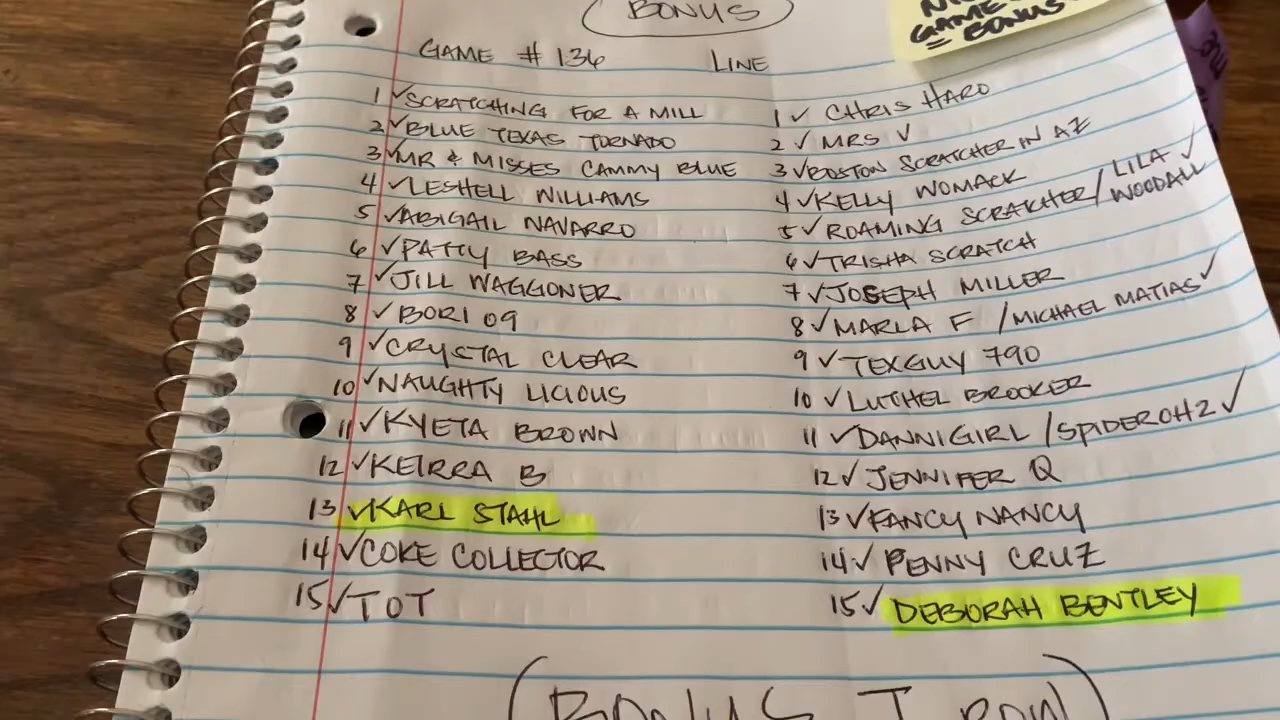 BONUS
GAME
= BONUS
GAME # 136 LINE
1 ✓ SCRATCHING FOR A MILL
2 ✓ BLUE TEXAS TORNADO
3 ✓ MR & MISSES CAMMY BLUE
4 ✓ LESHELL WILLIAMS
5 ✓ ABIGAIL NAVARRO
6 ✓ PATTY BASS
7 ✓ JILL WAGGONER
8 ✓ BORI 09
9 ✓ CRYSTAL CLEAR
10 ✓ NAUGHTY LICIOUS
11 ✓ KYETA BROWN
12 ✓ KEIRRA B
13 ✓ KARL STAHL
14 ✓ COKE COLLECTOR
15 ✓ TOT
1 ✓ CHRIS HARO
2 ✓ MRS V
3 ✓ BOSTON SCRATCHER IN AZ
4 ✓ KELLY WOMACK
5 ✓ ROAMING SCRATCHER / LILA WOODALL ✓
6 ✓ TRISHA SCRATCH
7 ✓ JOSEPH MILLER
8 ✓ MARLA F / MICHAEL MATIAS ✓
9 ✓ TEXGUY 790
10 ✓ LUTHEL BROOKER
11 ✓ DANNIGIRL / SPIDEROH2 ✓
12 ✓ JENNIFER Q
13 ✓ FANCY NANCY
14 ✓ PENNY CRUZ
15 ✓ DEBORAH BENTLEY
(BONUS I